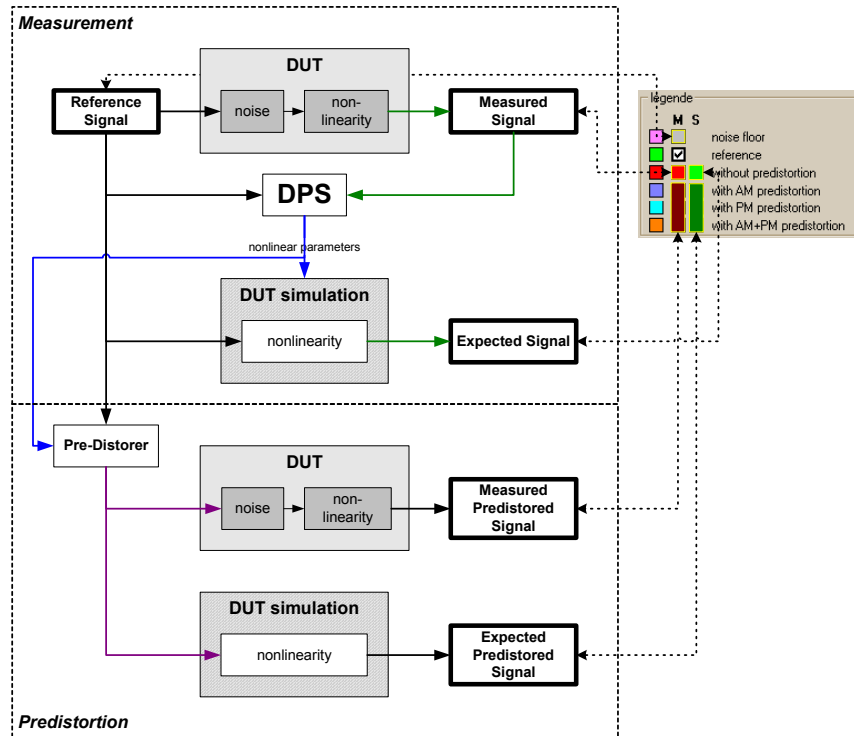 Measurement
DUT
Reference
Signal
noise
non-
linearity
Measured
Signal
DPS
nonlinear parameters
DUT simulation
nonlinearity
Expected Signal
legende
M S
noise floor
reference
without predistortion
with AM predistortion
with PM predistortion
with AM+PM predistortion
Pre-Distorer
DUT
noise
non-
linearity
Measured
Predistored
Signal
DUT simulation
nonlinearity
Expected
Predistored
Signal
Predistortion